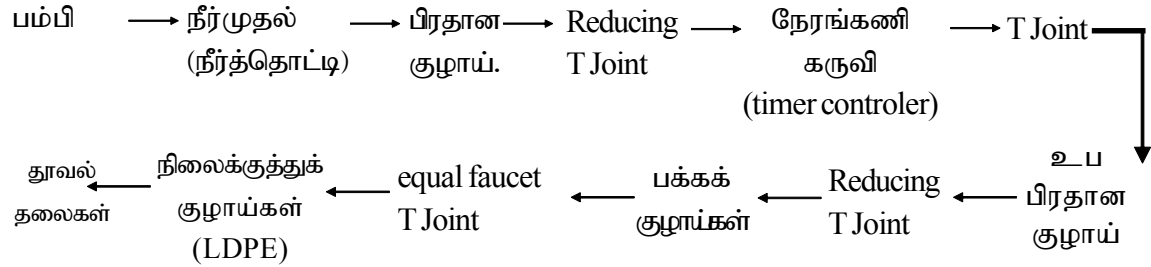 பம்பி
நீர்முதல்
(நீர்த்தொட்டி)
பிரதான
குழாய்.
Reducing
T Joint
நேரங்கணி
கருவி
(timer controler)
T Joint
உப
பிரதான
குழாய்
Reducing
T Joint
பக்கக்
குழாய்கள்
equal faucet
T Joint
நிலைக்குத்துக்
குழாய்கள்
(LDPE)
தூவல்
தலைகள்